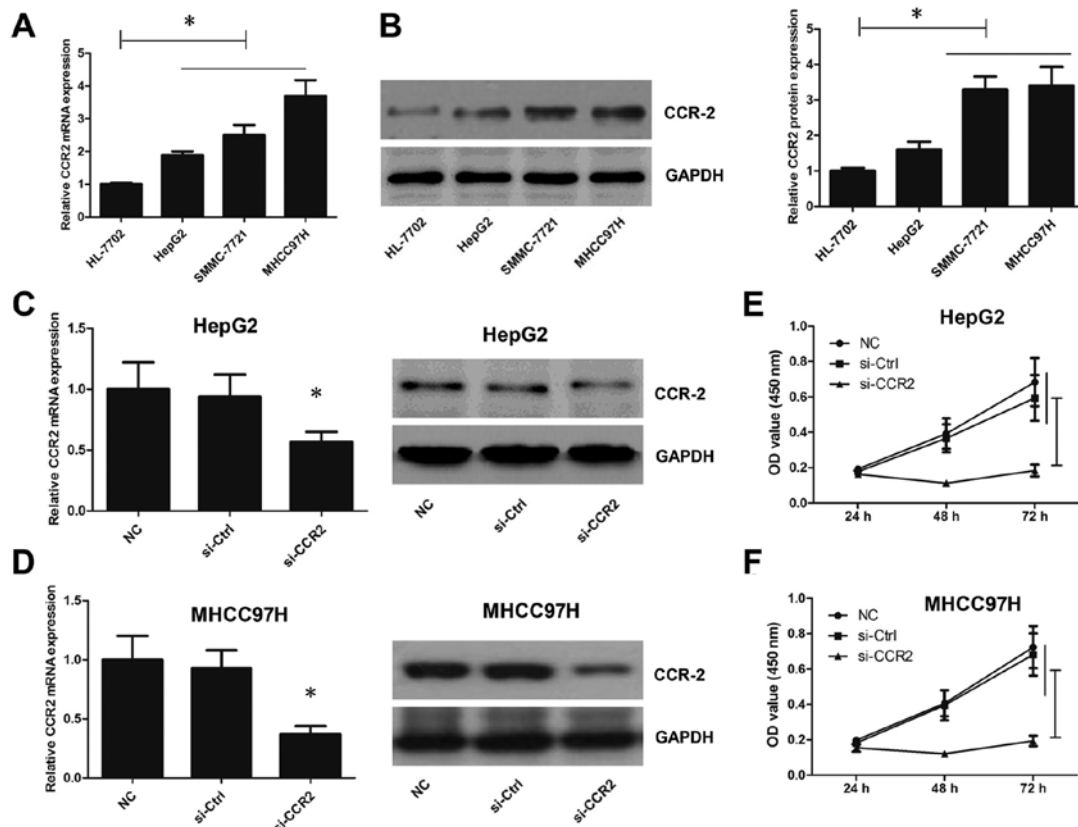 A
*
Relative CCR2 mRNA expression
5
4
3
2
1
0
HL-7702
HepG2
SMMC-7721
MHCC97H
B
CCR-2
GAPDH
HL-7702
HepG2
SMMC-7721
MHCC97H
*
Relative CCR2 protein expression
5
4
3
2
1
0
HL-7702
HepG2
SMMC-7721
MHCC97H
C
HepG2
Relative CCR2 mRNA expression
1.5
1.0
0.5
0.0
*
NC
si-Ctrl
si-CCR2
HepG2
CCR-2
GAPDH
NC
si-Ctrl
si-CCR2
E
HepG2
OD value (450 nm)
1.0
0.8
0.6
0.4
0.2
0.0
NC
si-Ctrl
si-CCR2
24 h
48 h
72 h
D
MHCC97H
Relative CCR2 mRNA expression
1.5
1.0
0.5
0.0
*
NC
si-Ctrl
si-CCR2
MHCC97H
CCR-2
GAPDH
NC
si-Ctrl
si-CCR2
F
MHCC97H
OD value (450 nm)
1.0
0.8
0.6
0.4
0.2
0.0
NC
si-Ctrl
si-CCR2
24 h
48 h
72 h